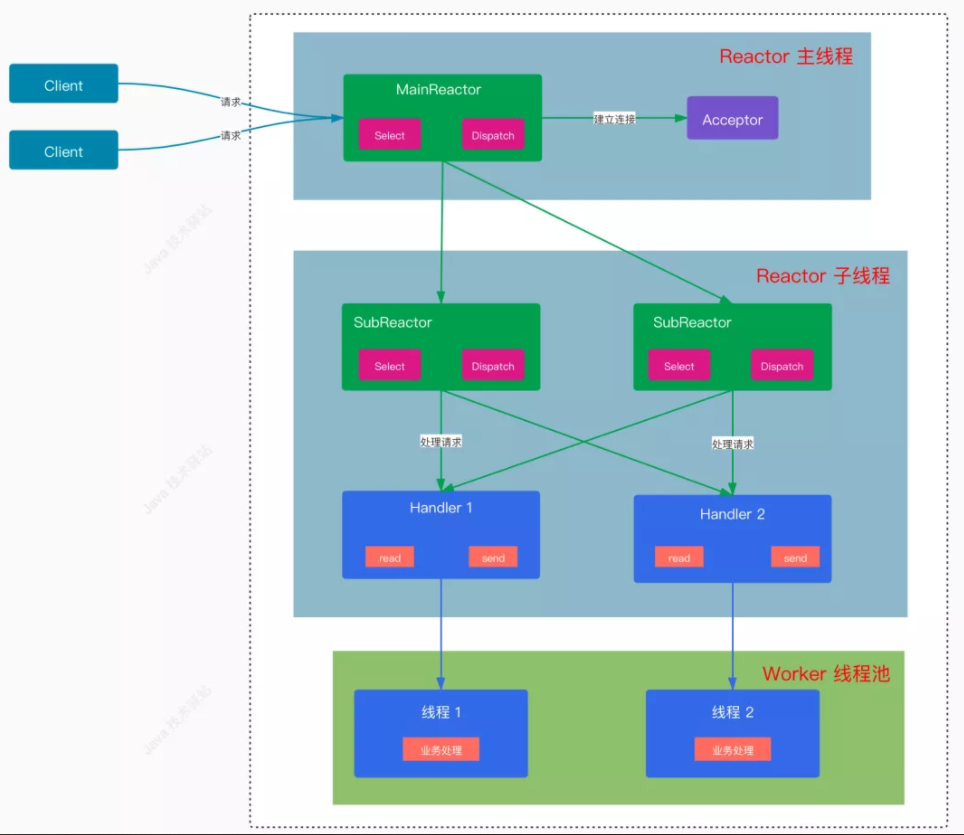 Reactor 主线程
Client
MainReactor
请求
Select
Dispatch
建立连接
Acceptor
请求
Client
Java 技术驿站
Reactor 子线程
SubReactor
SubReactor
Select
Dispatch
Select
Dispatch
处理请求
处理请求
Java 技术驿站
Handler 1
Handler 2
read
send
read
send
Worker 线程池
Java 技术驿站
线程 1
线程 2
业务处理
业务处理